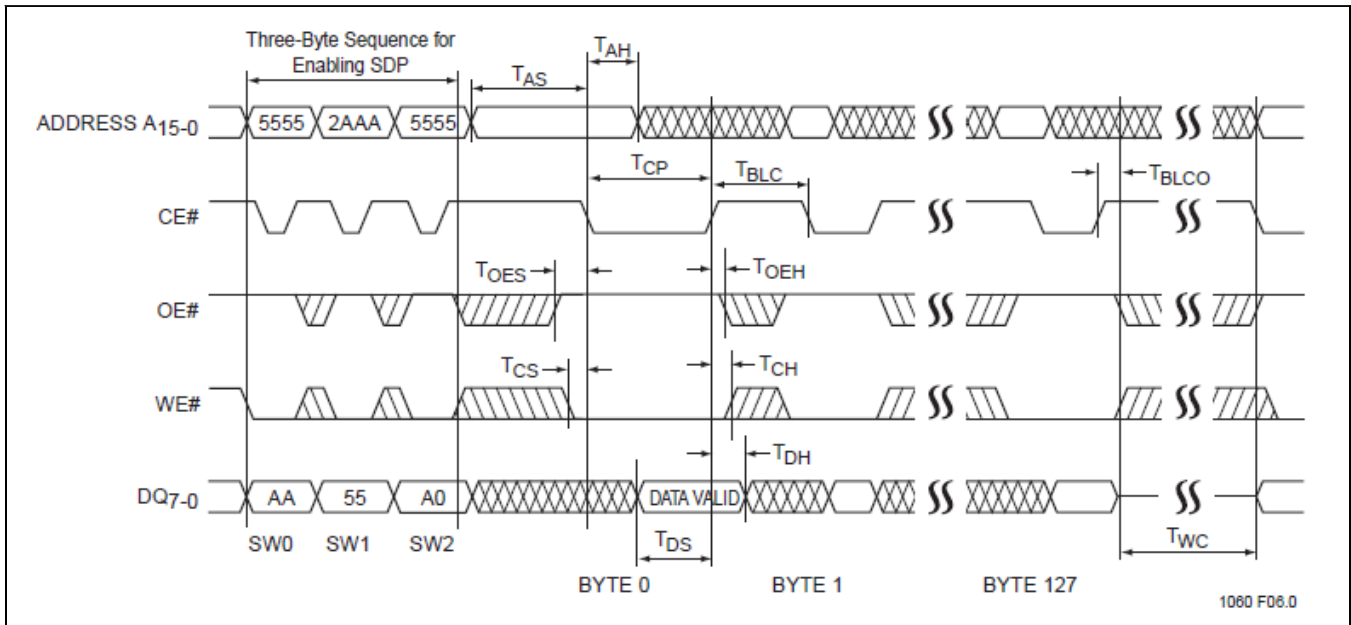 Three-Byte Sequence for
Enabling SDP
TAH
TAS
ADDRESS A15-0
5555 2AAA 5555
TCP
TBLC
TBLCO
CE#
TOES
TOEH
OE#
TCS
TCH
WE#
TDH
DQ7-0
AA 55 A0 DATA VALID
SW0 SW1 SW2
TDS
TWC
BYTE 0 BYTE 1 BYTE 127
1060 F06.0